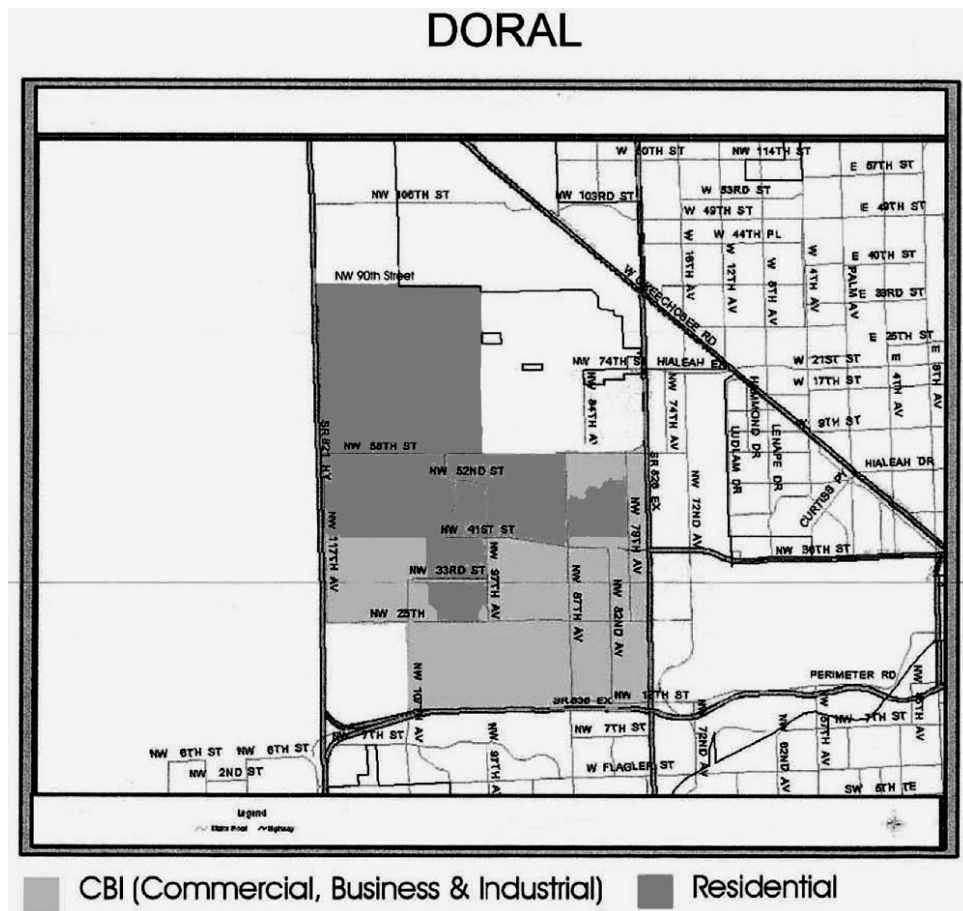 DORAL
W 60TH ST
NW 114TH ST
E 57TH ST
NW 106TH ST
NW 103RD ST
W 53RD ST
W 49TH ST
E 49TH ST
W 44TH PL
W 16TH AV
W 12TH AV
W 8TH AV
W 4TH AV
PALM AV
E 40TH ST
NW 90th Street
W OKEECHOBEE RD
E 33RD ST
E 25TH ST
NW 74TH S
HIALEAH EX
W 21ST ST
W 17TH ST
E 4TH AV
E 8TH AV
NW 84TH A
NW 74TH AV
HAMMOND DR
W 9TH ST
LUDLAM DR
LENAPE DR
SR 821 HY
NW 58TH ST
NW 52ND ST
SR 826 EX
NW 72ND AV
HIALEAH DR
CURTISS PY
NW 117TH AV
NW 41ST ST
NW 79TH AV
NW 36TH ST
NW 33RD ST
NW 97TH AV
NW 87TH AV
NW 82ND AV
NW 25TH
NW 107TH AV
SR 836 EX
NW 12TH ST
PERIMETER RD
NW 7TH ST
NW 97TH A
NW 7TH ST
NW 72ND AV
NW 62ND AV
NW 57TH AV
NW 7TH ST
NW 6TH ST
NW 6TH ST
NW 2ND ST
W FLAGLER ST
SW 5TH TE
Legend
Highway
CBI (Commercial, Business & Industrial)
Residential